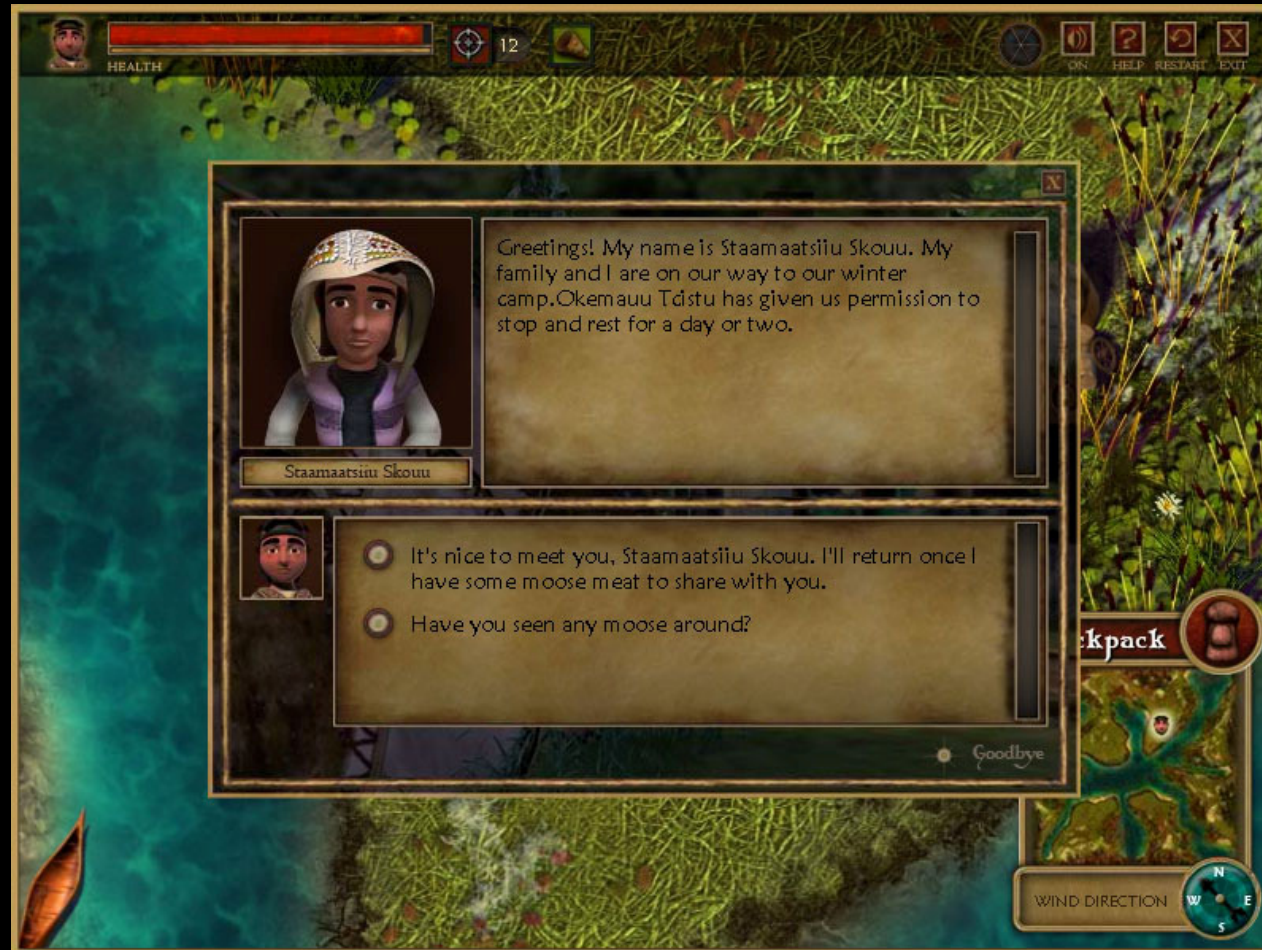 HEALTH
12
ON
HELP
RESTART
EXIT
X
Greetings! My name is Staamaatsiiu Skouu. My
family and I are on our way to our winter
camp.Okemauu Tcistu has given us permission to
stop and rest for a day or two.
Staamaatsiiu Skouu
It's nice to meet you, Staamaatsiiu Skouu. I'll return once I
have some moose meat to share with you.
Have you seen any moose around?
Goodbye
ckpack
WIND DIRECTION
N
W
E
S